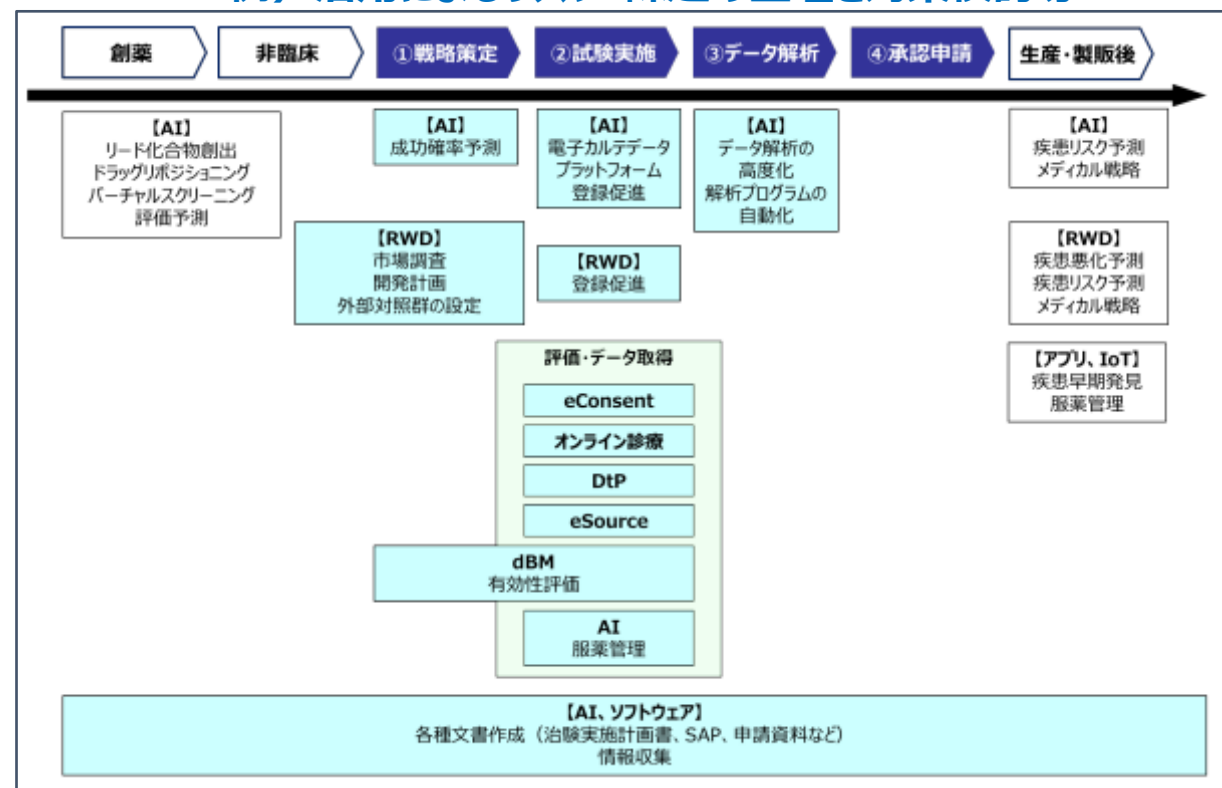 創薬
非臨床
①戦略策定
②試験実施
③データ解析
④承認申請
生産・製販後
【AI】
リード化合物創出
ドラッグリポジショニング
バーチャルスクリーニング
評価予測
【AI】
成功確率予測
【AI】
電子カルテデータ
プラットフォーム
登録促進
【AI】
データ解析の
高度化
解析プログラムの
自動化
【AI】
疾患リスク予測
メディカル戦略
【RWD】
市場調査
開発計画
外部対照群の設定
【RWD】
登録促進
【RWD】
疾患悪化予測
疾患リスク予測
メディカル戦略
評価・データ取得
eConsent
オンライン診療
DtP
eSource
dBM
有効性評価
AI
服薬管理
【アプリ、IoT】
疾患早期発見
服薬管理
【AI、ソフトウェア】
各種文書作成（治験実施計画書、SAP、申請資料など）
情報収集